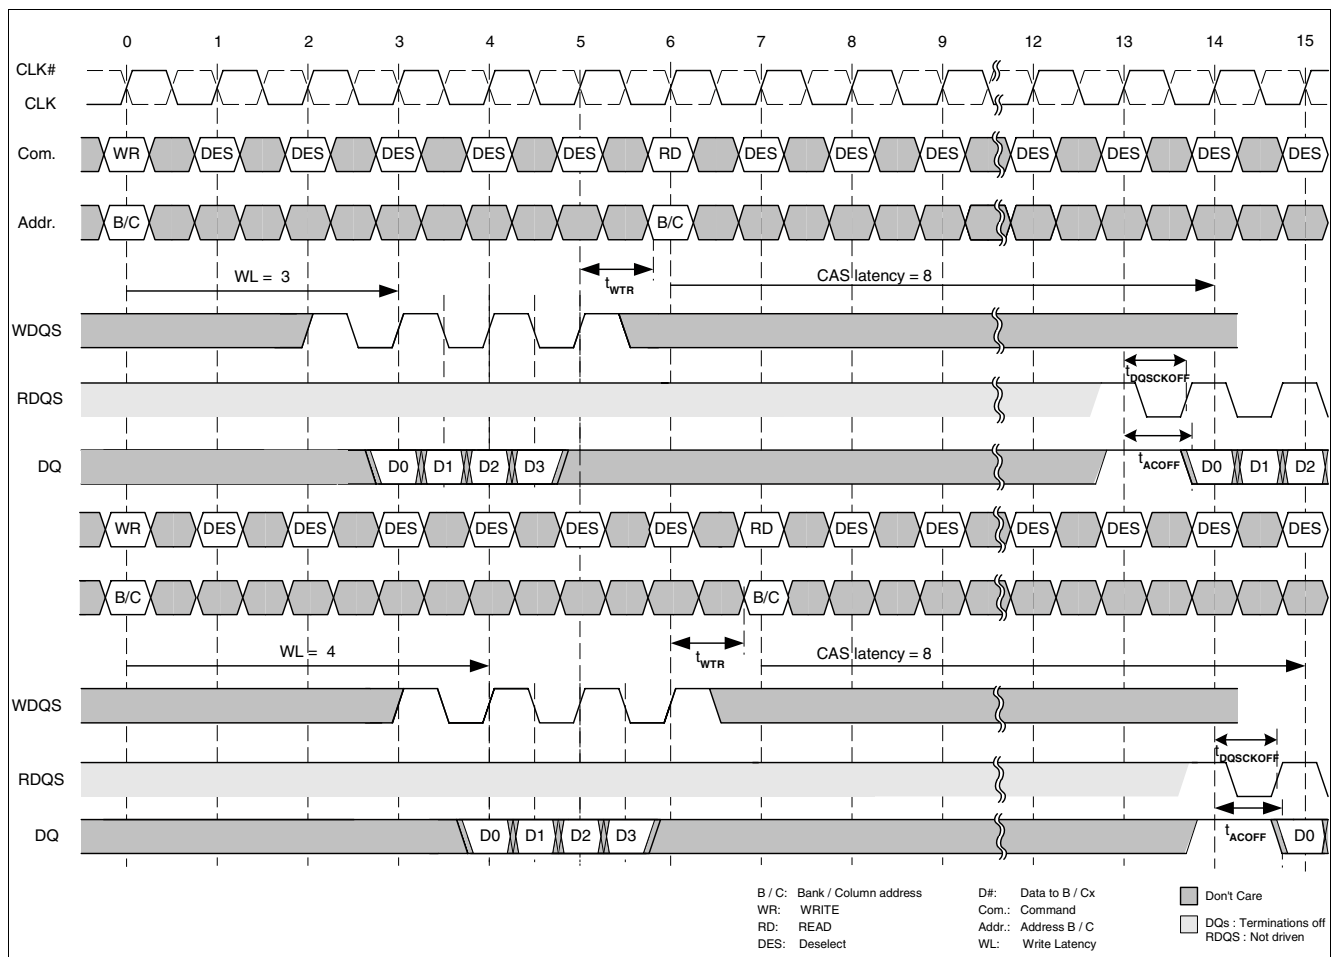 0 1 2 3 4 5 6 7 8 9 12 13 14 15
CLK#
CLK
Com. WR DES DES DES DES DES RD DES DES DES DES DES DES DES
Addr. B/C B/C
WL = 3 tWTR CAS latency = 8
WDQS
tDQSCKOFF
RDQS
tACOFF
DQ D0 D1 D2 D3 D0 D1 D2
WR DES DES DES DES DES DES RD DES DES DES DES DES DES
B/C B/C
WL = 4 tWTR CAS latency = 8
WDQS
tDQSCKOFF
RDQS
tACOFF
DQ D0 D1 D2 D3 D0
B / C: Bank / Column address D#: Data to B / Cx Don't Care
WR: WRITE Com.: Command
RD: READ Addr.: Address B / C DQs : Terminations off
DES: Deselect WL: Write Latency RDQS : Not driven